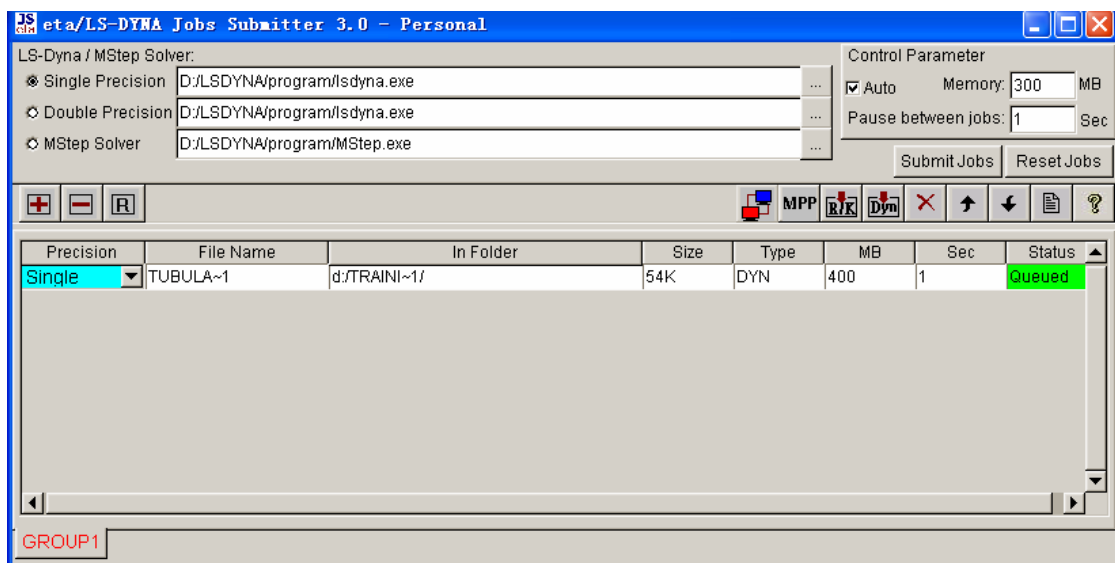 JS eta eta/LS-DYNA Jobs Submitter 3.0 - Personal
LS-Dyna / MStep Solver:
Control Parameter
Single Precision D:/LSDYNA/program/lsdyna.exe ...
Auto Memory: 300 MB
Double Precision D:/LSDYNA/program/lsdyna.exe ...
Pause between jobs: 1 Sec
MStep Solver D:/LSDYNA/program/MStep.exe ...
Submit Jobs Reset Jobs
R MPP R/K Dyn ?
Precision File Name In Folder Size Type MB Sec Status
Single TUBULA~1 d:/TRAINI~1/ 54K DYN 400 1 Queued
GROUP1